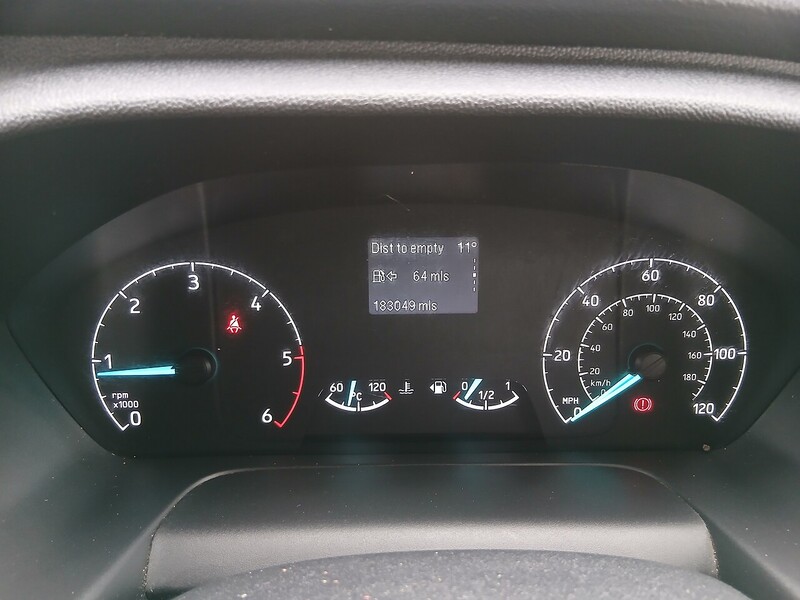 Dist to empty 11°
64 mls
183049 mls
0 1 2 3 4 5 6
rpm
x1000
60 120
°C
0 1/2 1
0 20 40 60 80 100 120
MPH
20 40 60 80 100 120 140 160 180
km/h